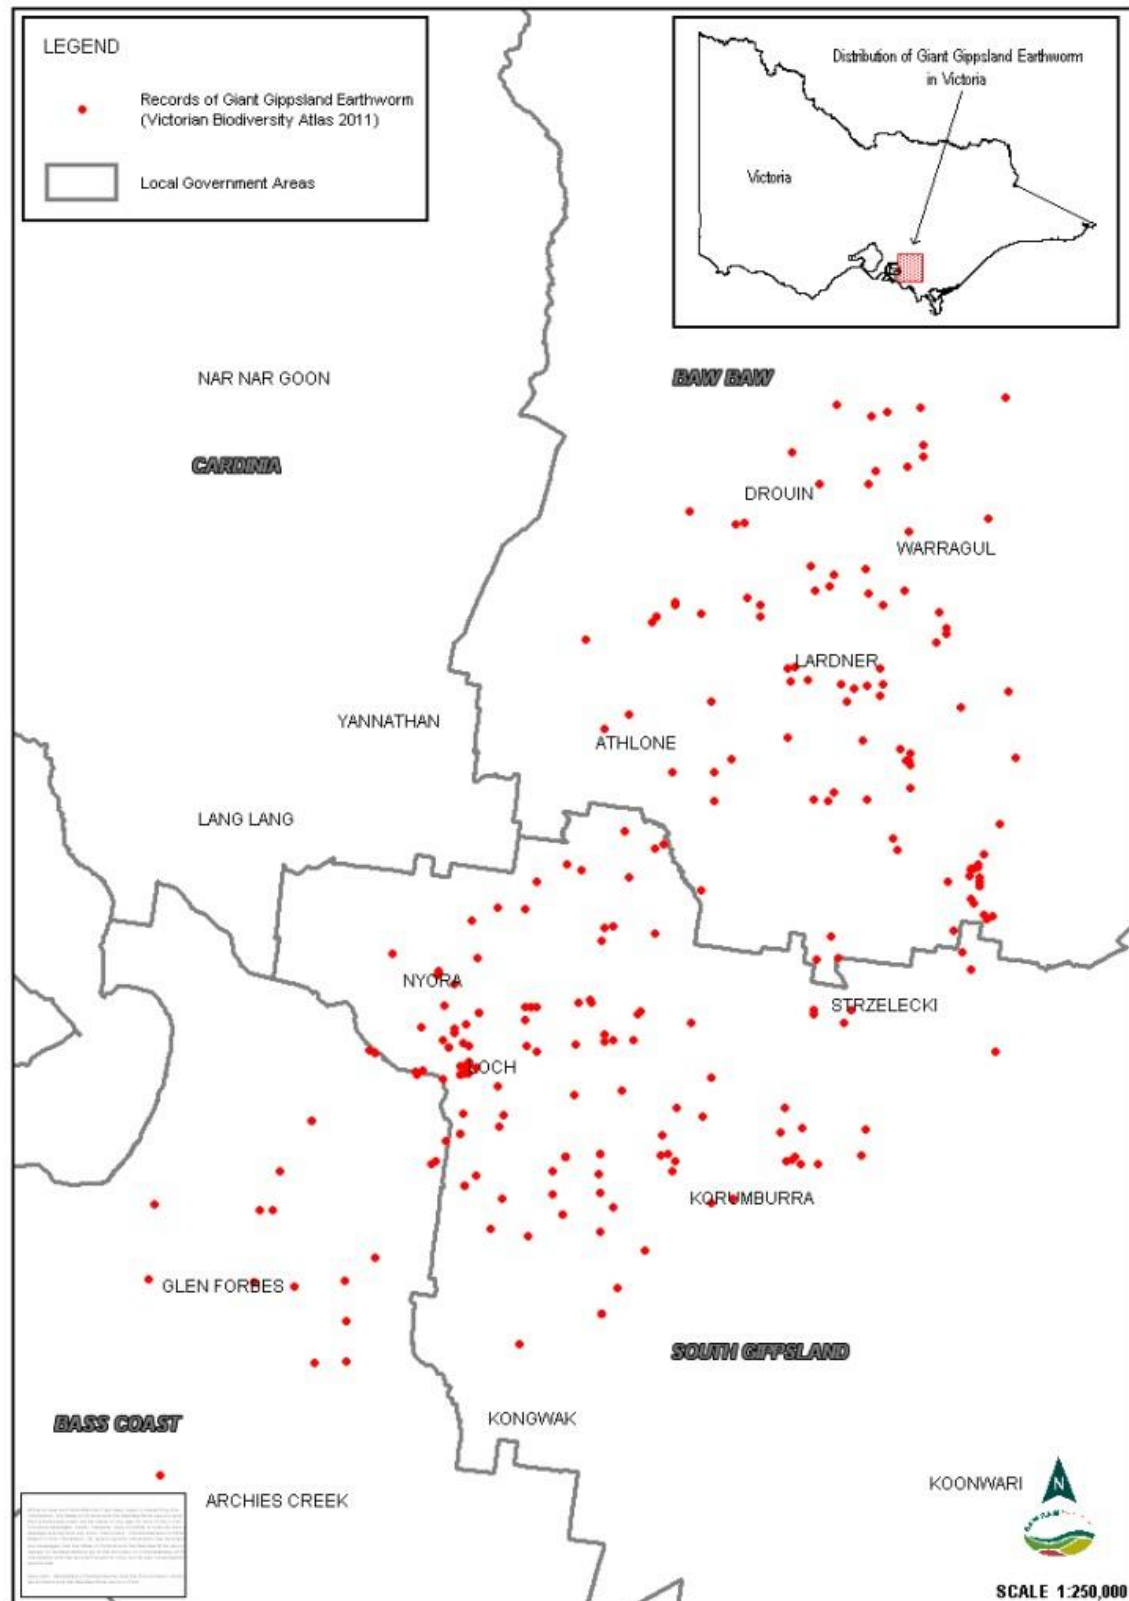 LEGEND
Records of Giant Gippsland Earthworm
(Victorian Biodiversity Atlas 2011)
Local Government Areas
Distribution of Giant Gippsland Earthworm
in Victoria
Victoria
NAR NAR GOON
BAW BAW
CARDINIA
DROUIN
WARRAGUL
LARDNER
YANNATHAN
ATHLONE
LANG LANG
NYORA
STRZELECKI
LOCH
KORUMBURRA
GLEN FORBES
SOUTH GIPPSLAND
KONGWAK
BASS COAST
KOONWARI
N
ARCHIES CREEK
SCALE 1:250,000